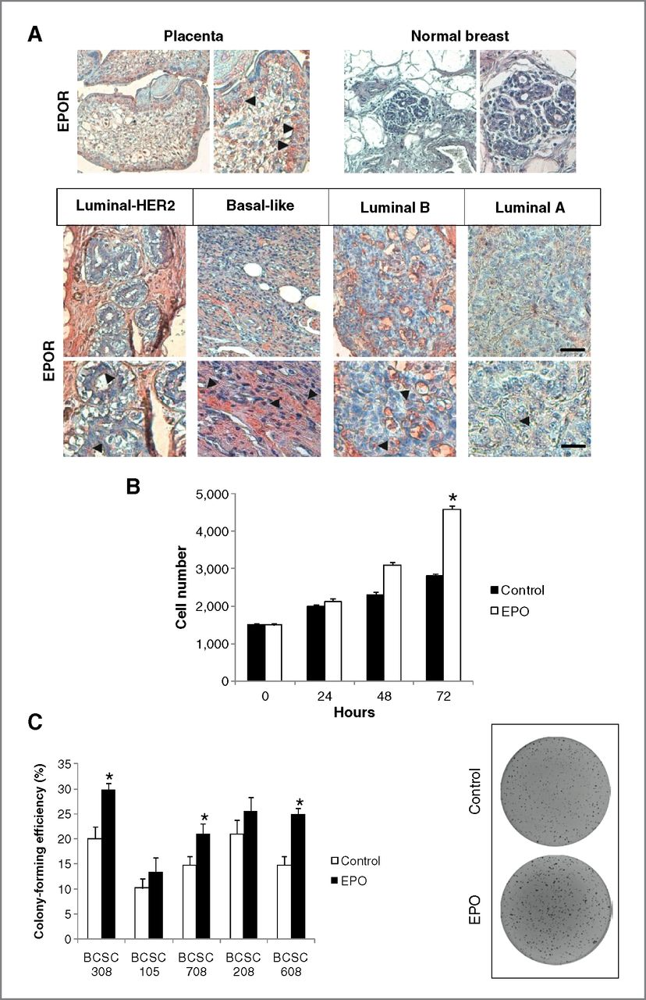 A
Placenta
Normal breast
EPOR
Luminal-HER2
Basal-like
Luminal B
Luminal A
EPOR
B
5,000
4,000
3,000
2,000
1,000
0
Cell number
*
0
24
48
72
Hours
Control
EPO
C
35
30
25
20
15
10
5
0
Colony-forming efficiency (%)
*
*
*
BCSC
308
BCSC
105
BCSC
708
BCSC
208
BCSC
608
Control
EPO
Control
EPO